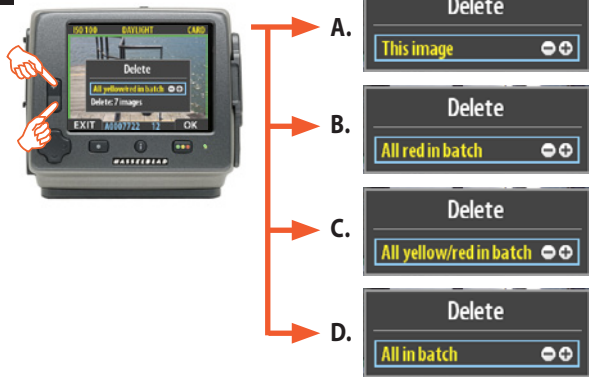 ISO 100 DAYLIGHT CARD
Delete
All yellow/red in batch
Delete: 7 images
EXIT A0007722 12 OK
HASSELBLAD
A.
Delete
This image
B.
Delete
All red in batch
C.
Delete
All yellow/red in batch
D.
Delete
All in batch